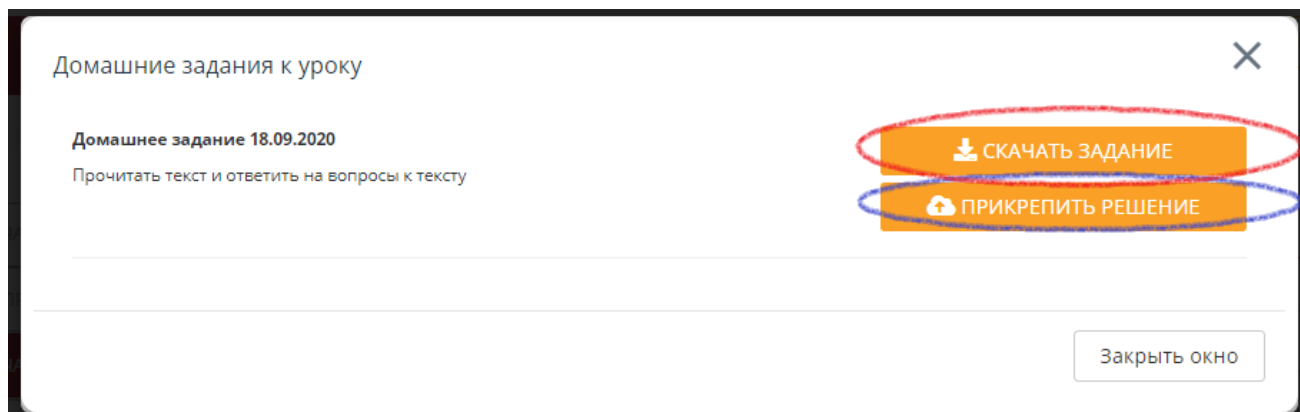 Домашние задания к уроку
Домашнее задание 18.09.2020
Прочитать текст и ответить на вопросы к тексту
СКАЧАТЬ ЗАДАНИЕ
ПРИКРЕПИТЬ РЕШЕНИЕ
Закрыть окно